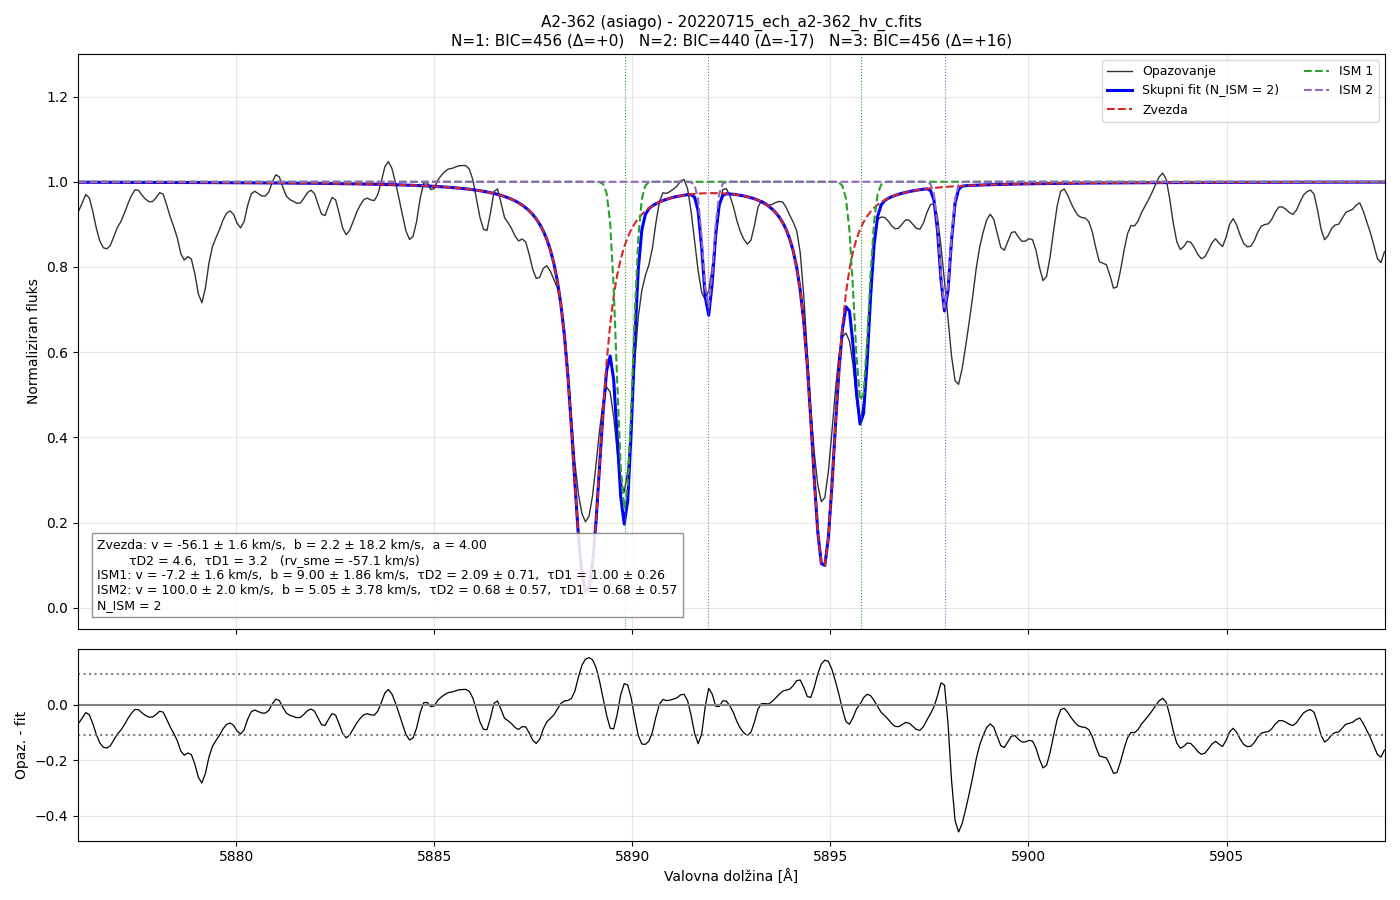 A2-362 (asiago) - 20220715_ech_a2-362_hv_c.fits
N=1: BIC=456 (Δ=+0)   N=2: BIC=440 (Δ=-17)   N=3: BIC=456 (Δ=+16)
Opazovanje
Skupni fit (N_ISM = 2)
Zvezda
ISM 1
ISM 2
Normaliziran fluks
1.2
1.0
0.8
0.6
0.4
0.2
0.0
Zvezda: v = -56.1 ± 1.6 km/s,  b = 2.2 ± 18.2 km/s,  a = 4.00
τD2 = 4.6,  τD1 = 3.2   (rv_sme = -57.1 km/s)
ISM1: v = -7.2 ± 1.6 km/s,  b = 9.00 ± 1.86 km/s,  τD2 = 2.09 ± 0.71,  τD1 = 1.00 ± 0.26
ISM2: v = 100.0 ± 2.0 km/s,  b = 5.05 ± 3.78 km/s,  τD2 = 0.68 ± 0.57,  τD1 = 0.68 ± 0.57
N_ISM = 2
Opaz. - fit
0.0
−0.2
−0.4
5880
5885
5890
5895
5900
5905
Valovna dolžina [Å]